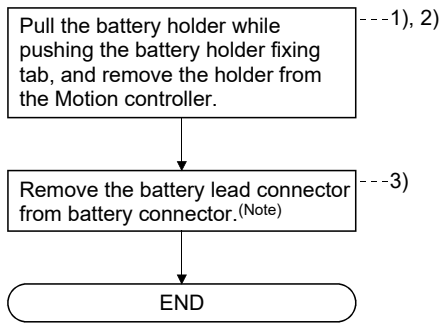 Pull the battery holder while
pushing the battery holder fixing
tab, and remove the holder from
the Motion controller.
---1), 2)
Remove the battery lead connector
from battery connector.(Note)
---3)
END